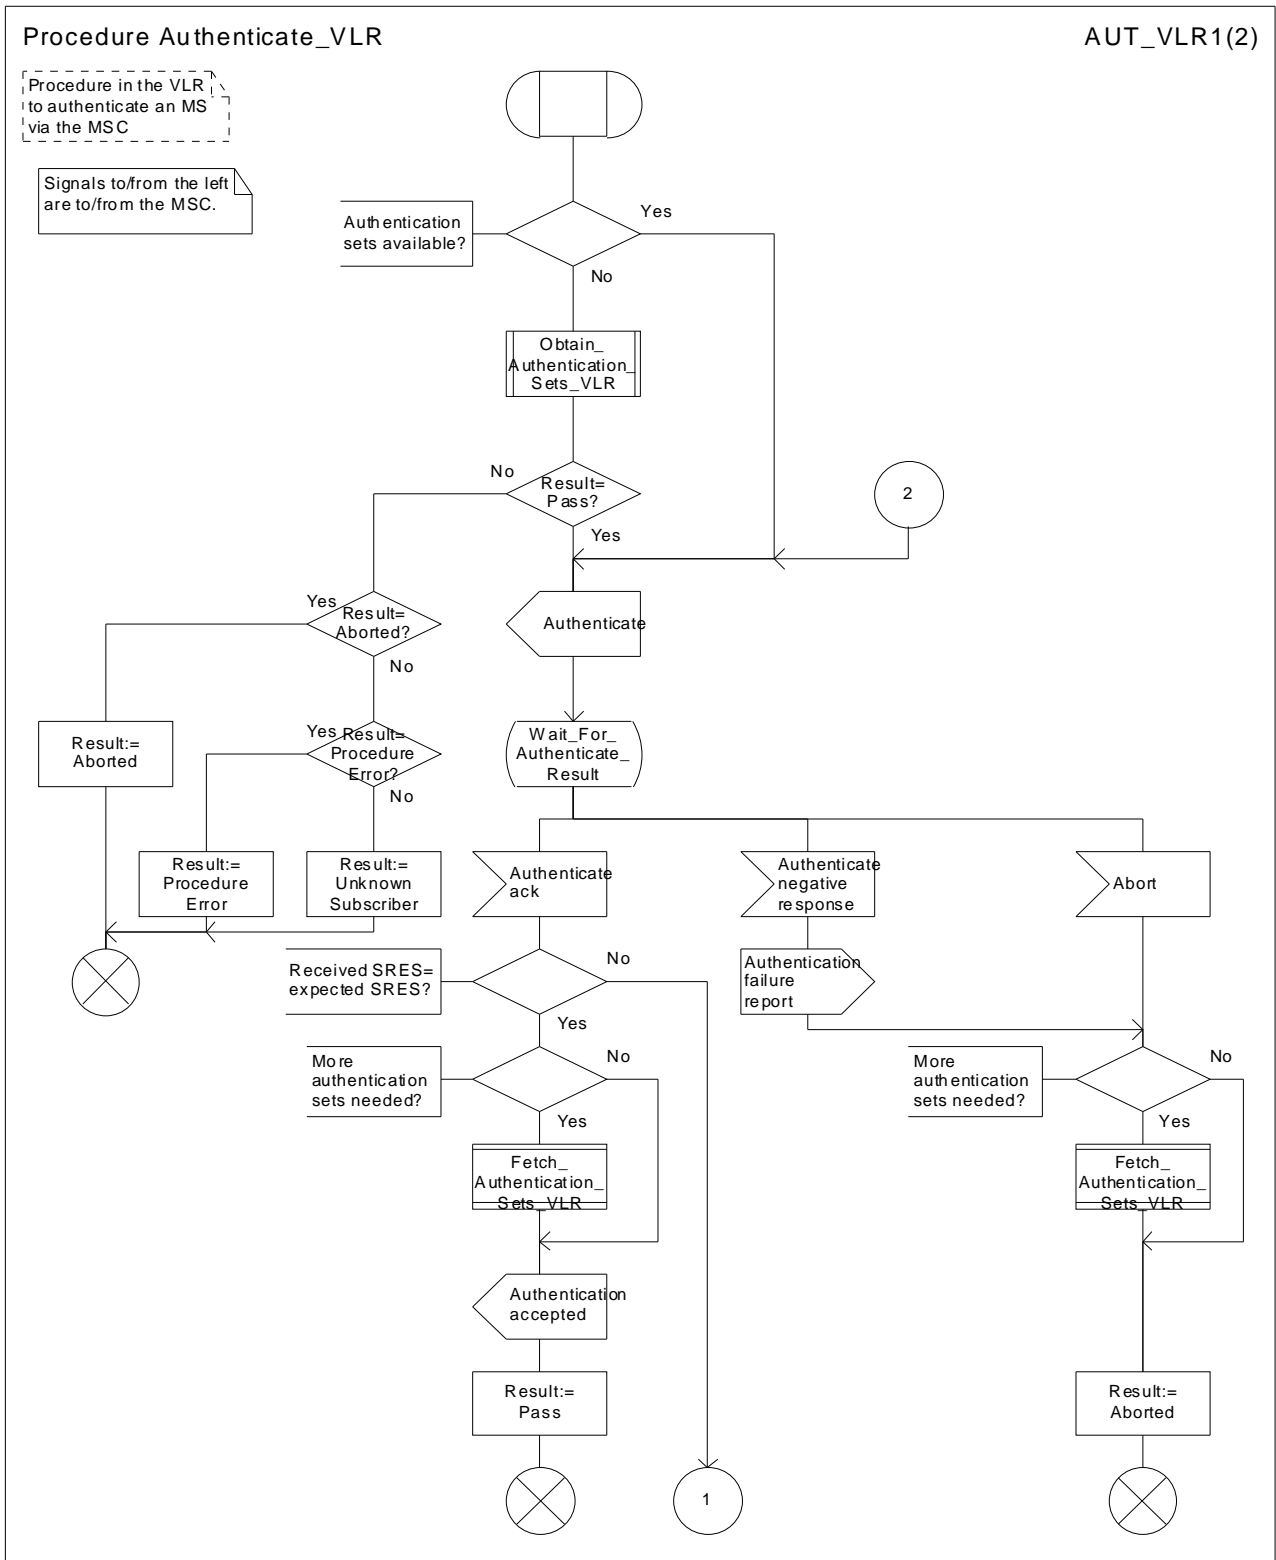 Procedure Authenticate_VLR
AUT_VLR1(2)
Procedure in the VLR
to authenticate an MS
via the MSC
Signals to/from the left
are to/from the MSC.
Authentication
sets available?
Yes
No
Obtain_
Authentication_
Sets_VLR
No
Result=
Pass?
Yes
2
Yes
Result=
Aborted?
No
Authenticate
Result:=
Aborted
Yes
Result=
Procedure
Error?
No
Wait_For_
Authenticate_
Result
Result:=
Procedure
Error
Result:=
Unknown
Subscriber
Authenticate
ack
Authenticate
negative
response
Abort
Received SRES=
expected SRES?
No
Yes
Authentication
failure
report
More
authentication
sets needed?
No
Yes
More
authentication
sets needed?
No
Yes
Fetch_
Authentication_
Sets_VLR
Fetch_
Authentication_
Sets_VLR
Authentication
accepted
Result:=
Pass
Result:=
Aborted
1